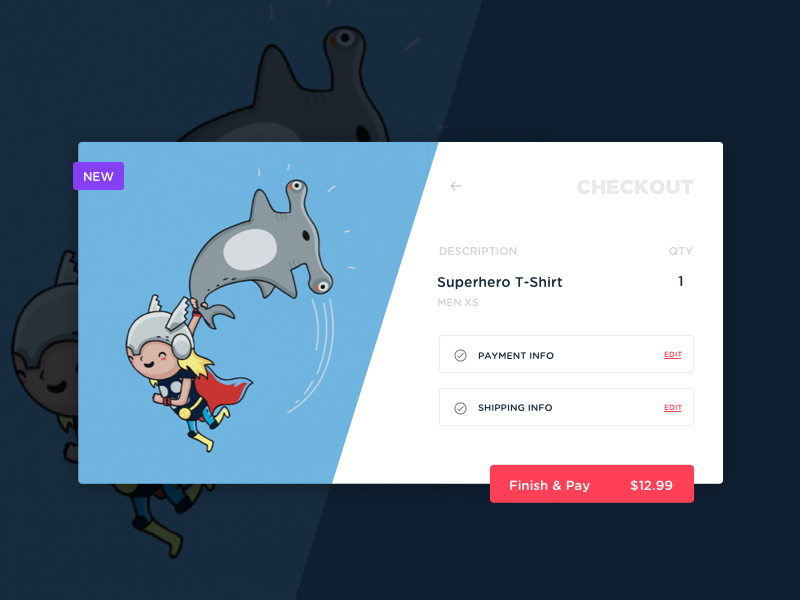 NEW
CHECKOUT
DESCRIPTION QTY
Superhero T-Shirt 1
MEN XS
PAYMENT INFO EDIT
SHIPPING INFO EDIT
Finish & Pay $12.99